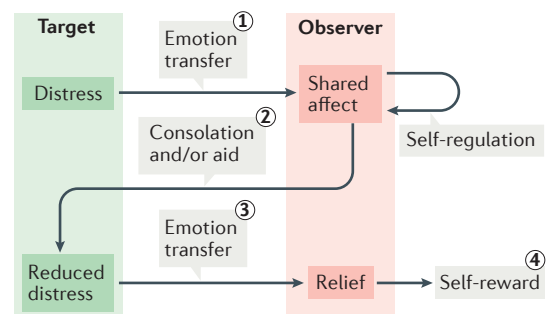 Target
Observer
①
Emotion
transfer
Distress
Shared
affect
②
Consolation
and/or aid
Self-regulation
③
Emotion
transfer
Reduced
distress
Relief
④
Self-reward